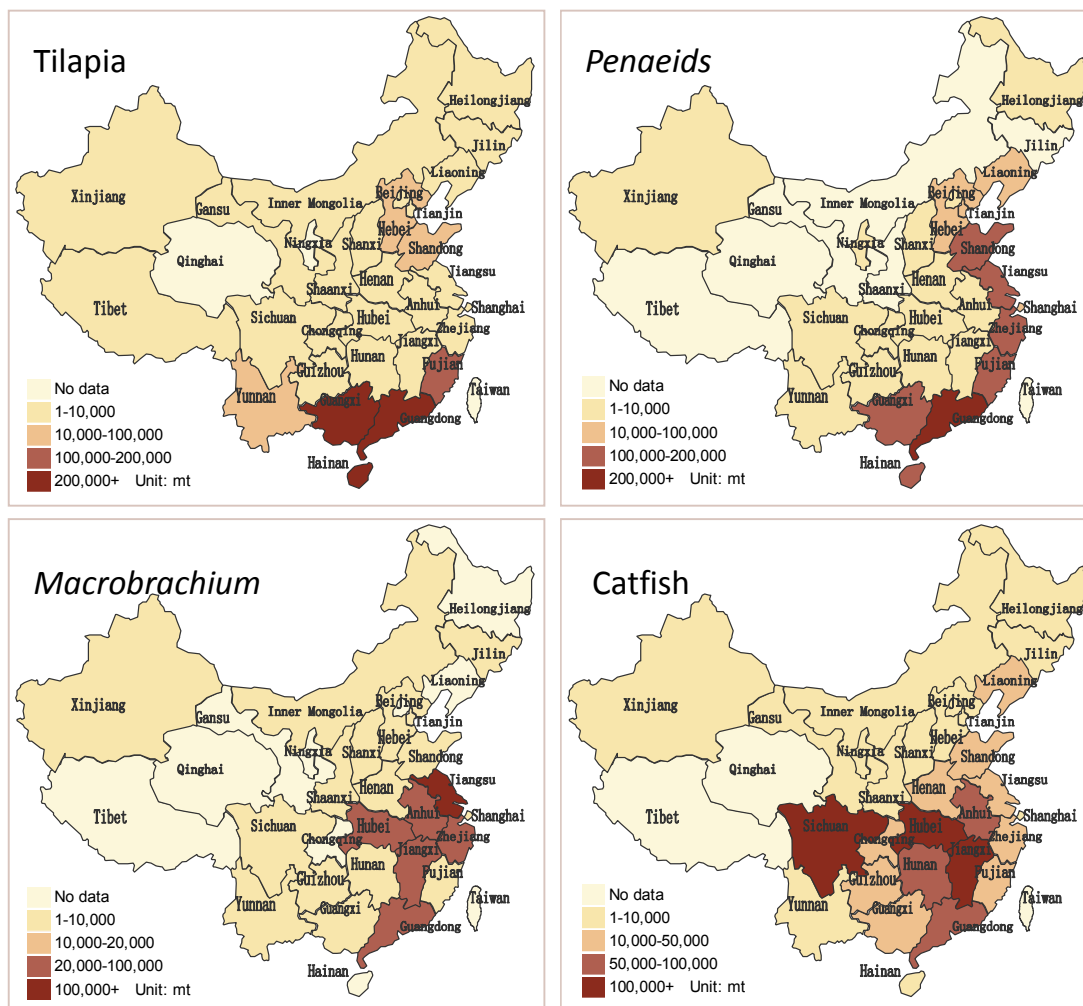 Tilapia
Heilongjiang
Jilin
Liaoning
Xinjiang
Beijing
Gansu
Inner Mongolia
Tianjin
Hebei
Ningxia
Shanxi
Shandong
Qinghai
Henan
Jiangsu
Shaanxi
Tibet
Anhui
Shanghai
Sichuan
Hubei
Chongqing
Zhejiang
Jiangxi
Hunan
Guizhou
Fujian
Yunnan
Taiwan
Guangxi
Guangdong
Hainan
No data
1-10,000
10,000-100,000
100,000-200,000
200,000+ Unit: mt
Penaeids
Heilongjiang
Jilin
Liaoning
Xinjiang
Beijing
Gansu
Inner Mongolia
Tianjin
Hebei
Ningxia
Shanxi
Shandong
Qinghai
Henan
Jiangsu
Shaanxi
Tibet
Anhui
Shanghai
Sichuan
Hubei
Chongqing
Zhejiang
Jiangxi
Hunan
Guizhou
Fujian
Yunnan
Taiwan
Guangxi
Guangdong
Hainan
No data
1-10,000
10,000-100,000
100,000-200,000
200,000+ Unit: mt
Macrobrachium
Heilongjiang
Jilin
Liaoning
Xinjiang
Beijing
Gansu
Inner Mongolia
Tianjin
Hebei
Ningxia
Shanxi
Shandong
Qinghai
Henan
Jiangsu
Shaanxi
Tibet
Anhui
Shanghai
Sichuan
Hubei
Chongqing
Zhejiang
Jiangxi
Hunan
Guizhou
Fujian
Yunnan
Taiwan
Guangxi
Guangdong
Hainan
No data
1-10,000
10,000-20,000
20,000-100,000
100,000+ Unit: mt
Catfish
Heilongjiang
Jilin
Liaoning
Xinjiang
Beijing
Gansu
Inner Mongolia
Tianjin
Hebei
Ningxia
Shanxi
Shandong
Qinghai
Henan
Jiangsu
Shaanxi
Tibet
Anhui
Shanghai
Sichuan
Hubei
Chongqing
Zhejiang
Jiangxi
Hunan
Guizhou
Fujian
Yunnan
Taiwan
Guangxi
Guangdong
Hainan
No data
1-10,000
10,000-50,000
50,000-100,000
100,000+ Unit: mt